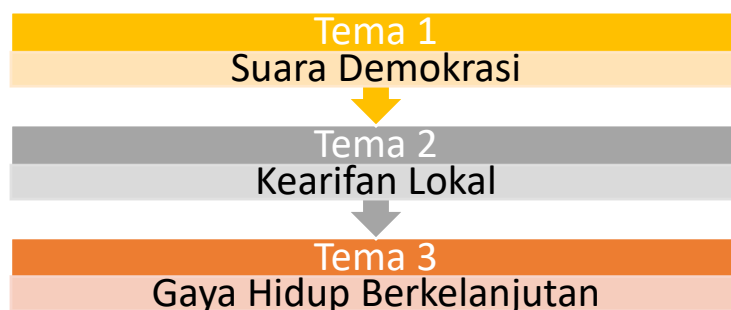 Tema 1
Suara Demokrasi
Tema 2
Kearifan Lokal
Tema 3
Gaya Hidup Berkelanjutan